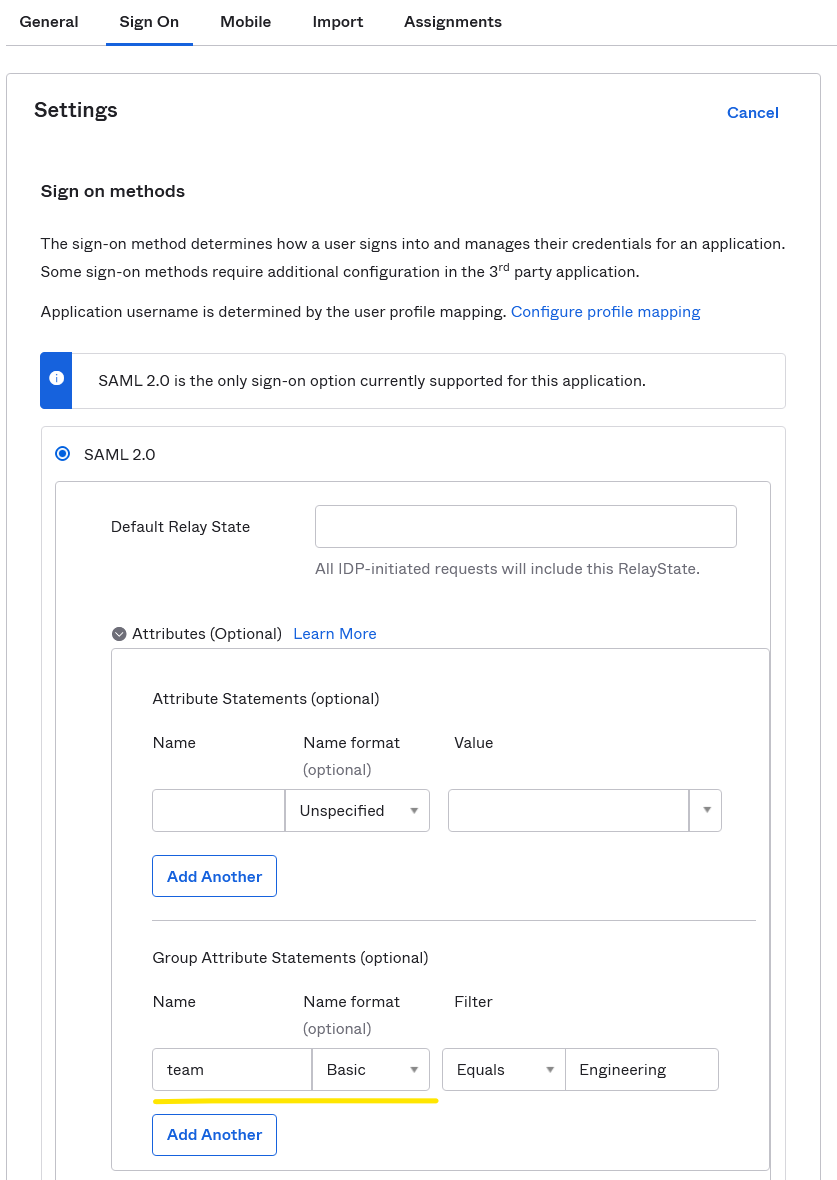 General Sign On Mobile Import Assignments
Settings
Cancel
Sign on methods
The sign-on method determines how a user signs into and manages their credentials for an application.
Some sign-on methods require additional configuration in the 3rd party application.
Application username is determined by the user profile mapping. Configure profile mapping
SAML 2.0 is the only sign-on option currently supported for this application.
SAML 2.0
Default Relay State
All IDP-initiated requests will include this RelayState.
Attributes (Optional) Learn More
Attribute Statements (optional)
Name Name format Value
(optional)
Unspecified
Add Another
Group Attribute Statements (optional)
Name Name format Filter
(optional)
team Basic Equals Engineering
Add Another